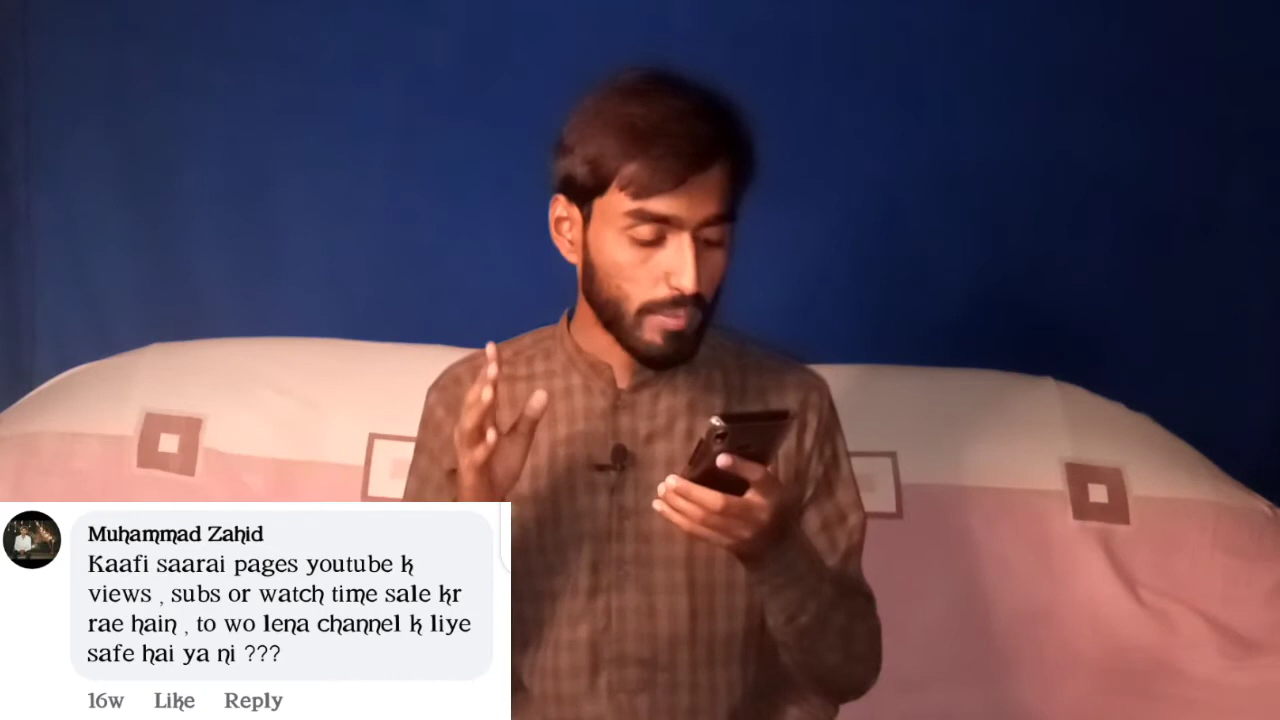 Muhammad Zahid
Kaafi saarai pages youtube k
views , subs or watch time sale kr
rae hain , to wo lena channel k liye
safe hai ya ni ???
16w Like Reply